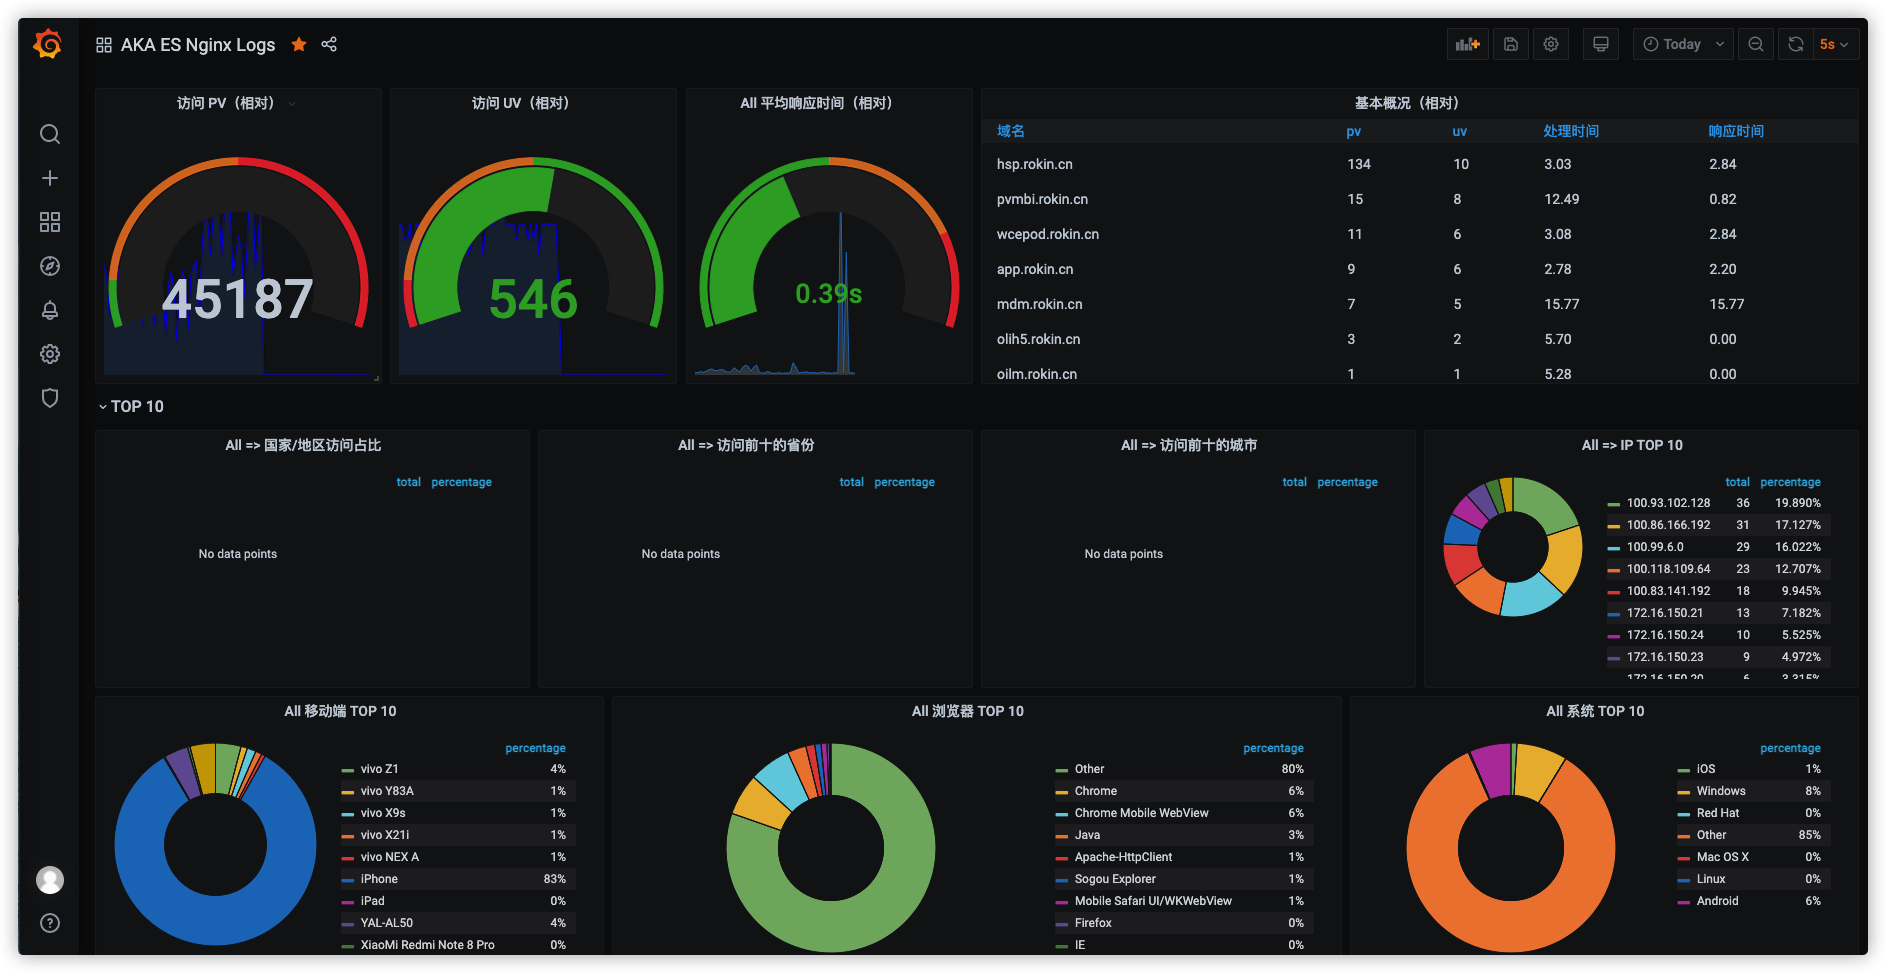 AKA ES Nginx Logs
Today
5s
访问 PV（相对）
45187
访问 UV（相对）
546
All 平均响应时间（相对）
0.39s
基本概况（相对）
域名 pv uv 处理时间 响应时间
hsp.rokin.cn 134 10 3.03 2.84
pvmbi.rokin.cn 15 8 12.49 0.82
wcepod.rokin.cn 11 6 3.08 2.84
app.rokin.cn 9 6 2.78 2.20
mdm.rokin.cn 7 5 15.77 15.77
olih5.rokin.cn 3 2 5.70 0.00
oilm.rokin.cn 1 1 5.28 0.00
TOP 10
All => 国家/地区访问占比
total percentage
No data points
All => 访问前十的省份
total percentage
No data points
All => 访问前十的城市
total percentage
No data points
All => IP TOP 10
total percentage
100.93.102.128 36 19.890%
100.86.166.192 31 17.127%
100.99.6.0 29 16.022%
100.118.109.64 23 12.707%
100.83.141.192 18 9.945%
172.16.150.21 13 7.182%
172.16.150.24 10 5.525%
172.16.150.23 9 4.972%
172.16.150.20 6 3.315%
All 移动端 TOP 10
percentage
vivo Z1 4%
vivo Y83A 1%
vivo X9s 1%
vivo X21i 1%
vivo NEX A 1%
iPhone 83%
iPad 0%
YAL-AL50 4%
XiaoMi Redmi Note 8 Pro 0%
All 浏览器 TOP 10
percentage
Other 80%
Chrome 6%
Chrome Mobile WebView 6%
Java 3%
Apache-HttpClient 1%
Sogou Explorer 1%
Mobile Safari UI/WKWebView 1%
Firefox 0%
IE 0%
All 系统 TOP 10
percentage
iOS 1%
Windows 8%
Red Hat 0%
Other 85%
Mac OS X 0%
Linux 0%
Android 6%